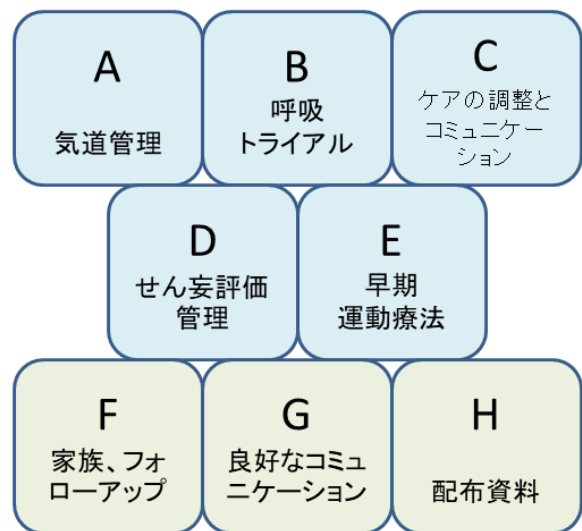 A
気道管理
B
呼吸
トライアル
C
ケアの調整と
コミュニケー
ション
D
せん妄評価
管理
E
早期
運動療法
F
家族、フォ
ローアップ
G
良好なコミュ
ニケーション
H
配布資料